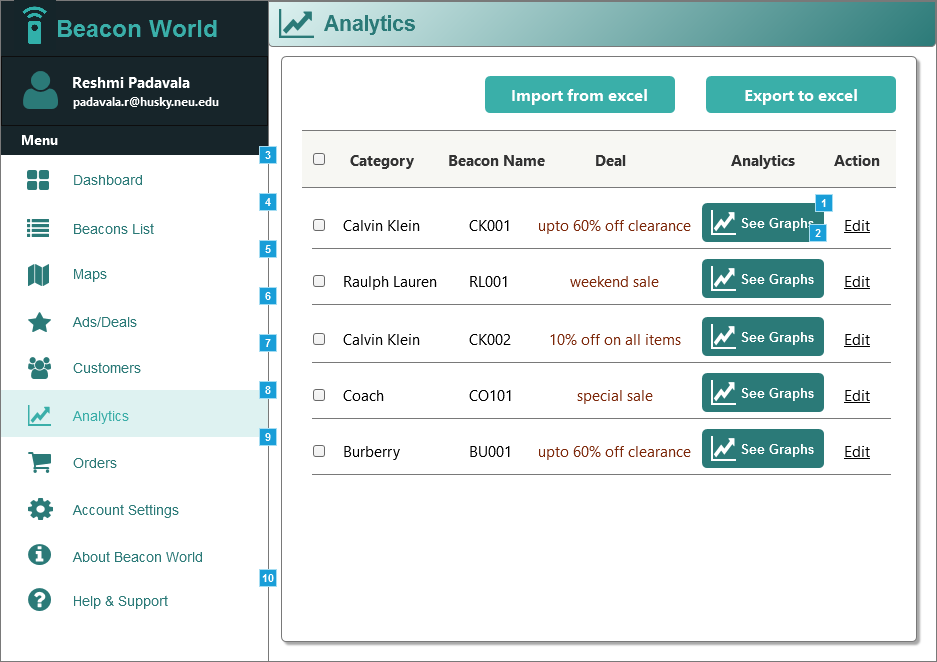 Beacon World
Analytics
Reshmi Padavala
padavala.r@husky.neu.edu
Menu
Import from excel
Export to excel
3
Dashboard
4
Beacons List
5
Maps
6
Ads/Deals
7
Customers
8
Analytics
9
Orders
Account Settings
About Beacon World
10
Help & Support
Category Beacon Name Deal Analytics Action
1
Calvin Klein CK001 upto 60% off clearance See Graphs Edit
2
Raulph Lauren RL001 weekend sale See Graphs Edit
Calvin Klein CK002 10% off on all items See Graphs Edit
Coach CO101 special sale See Graphs Edit
Burberry BU001 upto 60% off clearance See Graphs Edit